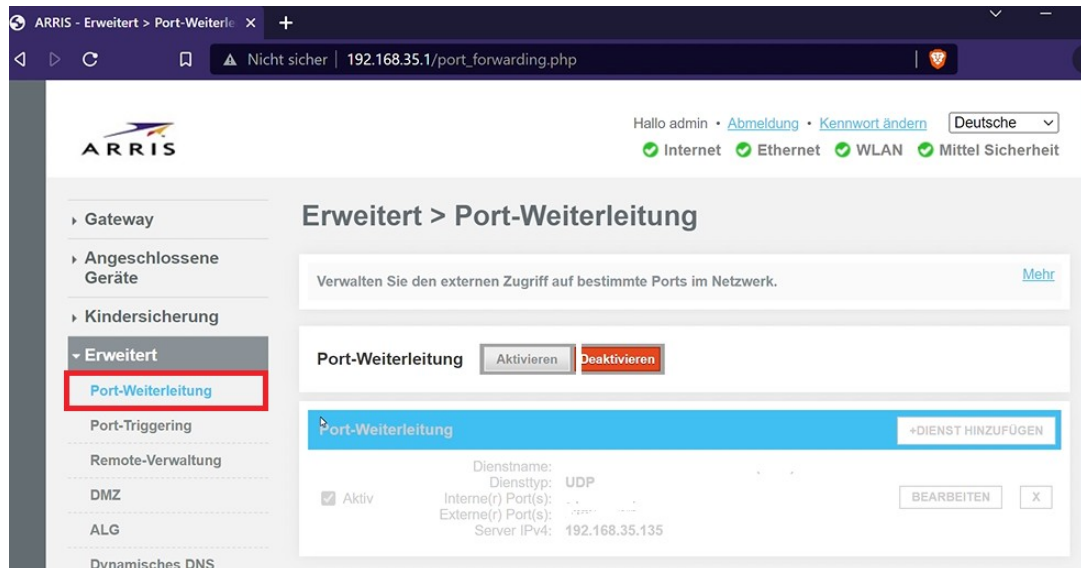 ARRIS - Erweitert > Port-Weiterle
Nicht sicher | 192.168.35.1/port_forwarding.php
ARRIS
Hallo admin • Abmeldung • Kennwort ändern Deutsche
Internet Ethernet WLAN Mittel Sicherheit
Gateway
Angeschlossene
Geräte
Kindersicherung
Erweitert
Port-Weiterleitung
Port-Triggering
Remote-Verwaltung
DMZ
ALG
Dynamisches DNS
Erweitert > Port-Weiterleitung
Verwalten Sie den externen Zugriff auf bestimmte Ports im Netzwerk. Mehr
Port-Weiterleitung Aktivieren Deaktivieren
Port-Weiterleitung +DIENST HINZUFÜGEN
Dienstname:
Diensttyp: UDP
Aktiv Interne(r) Port(s): BEARBEITEN X
Externe(r) Port(s):
Server IPv4: 192.168.35.135